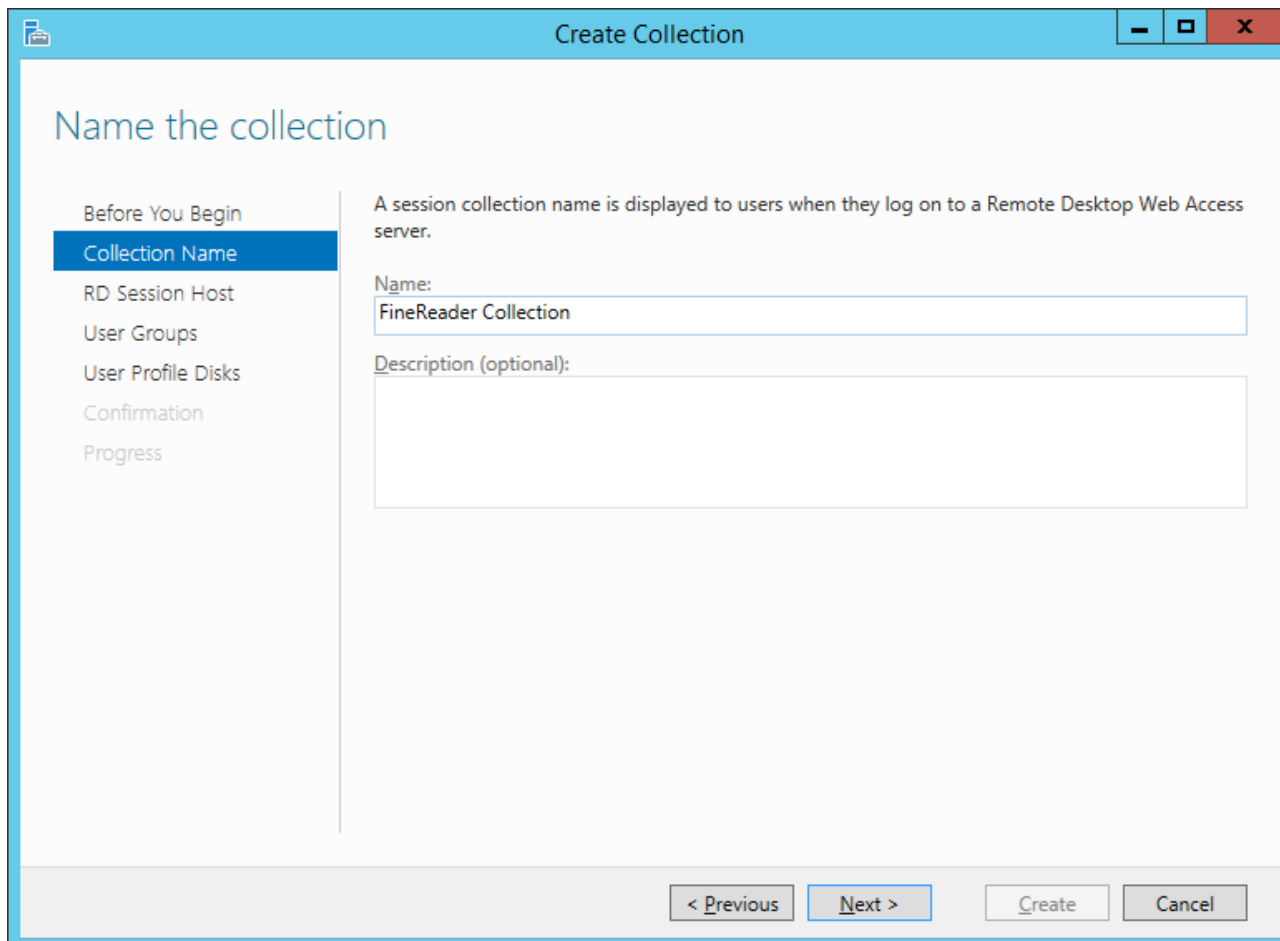 Create Collection
Name the collection
Before You Begin
Collection Name
RD Session Host
User Groups
User Profile Disks
Confirmation
Progress
A session collection name is displayed to users when they log on to a Remote Desktop Web Access
server.
Name:
FineReader Collection
Description (optional):
< Previous
Next >
Create
Cancel